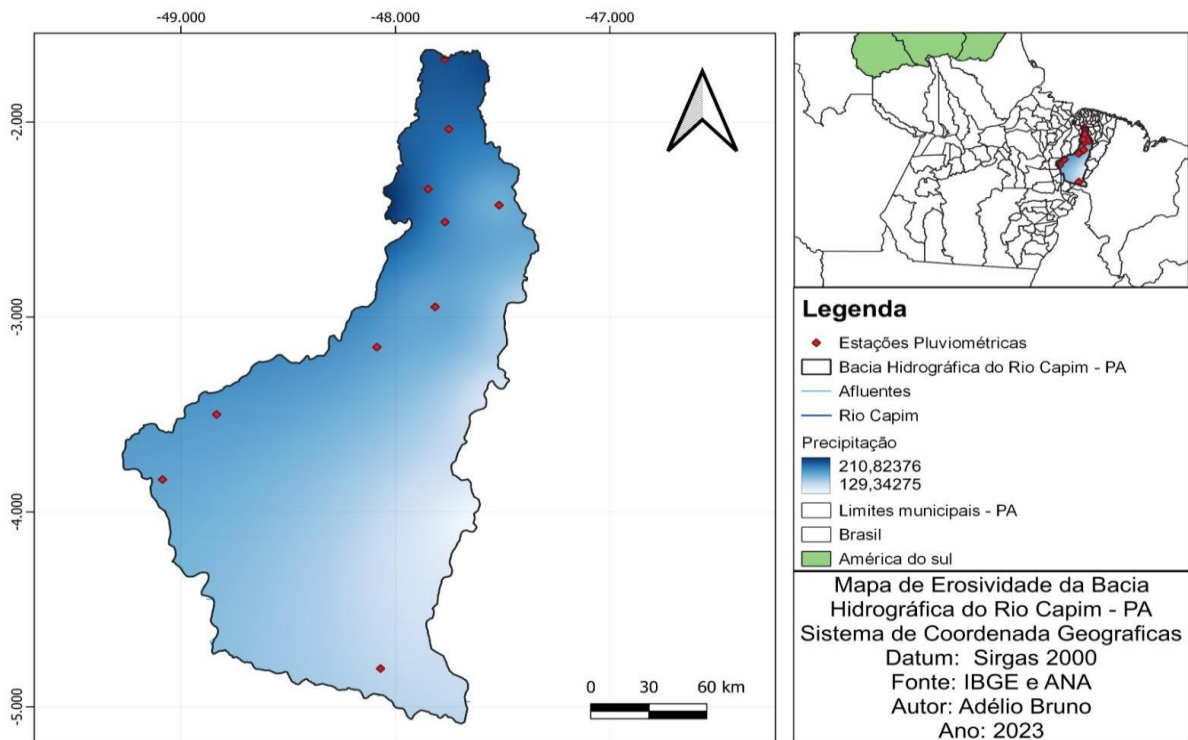 -49.000
-48.000
-47.000
-2.000
-3.000
-4.000
-5.000
0 30 60 km
Legenda
Estações Pluviométricas
Bacia Hidrográfica do Rio Capim - PA
Afluentes
Rio Capim
Precipitação
210,82376
129,34275
Limites municipais - PA
Brasil
América do sul
Mapa de Erosividade da Bacia
Hidrográfica do Rio Capim - PA
Sistema de Coordenada Geograficas
Datum: Sirgas 2000
Fonte: IBGE e ANA
Autor: Adélio Bruno
Ano: 2023